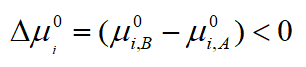 Δμ_i^0 = (μ_{i,B}^0 − μ_{i,A}^0) < 0